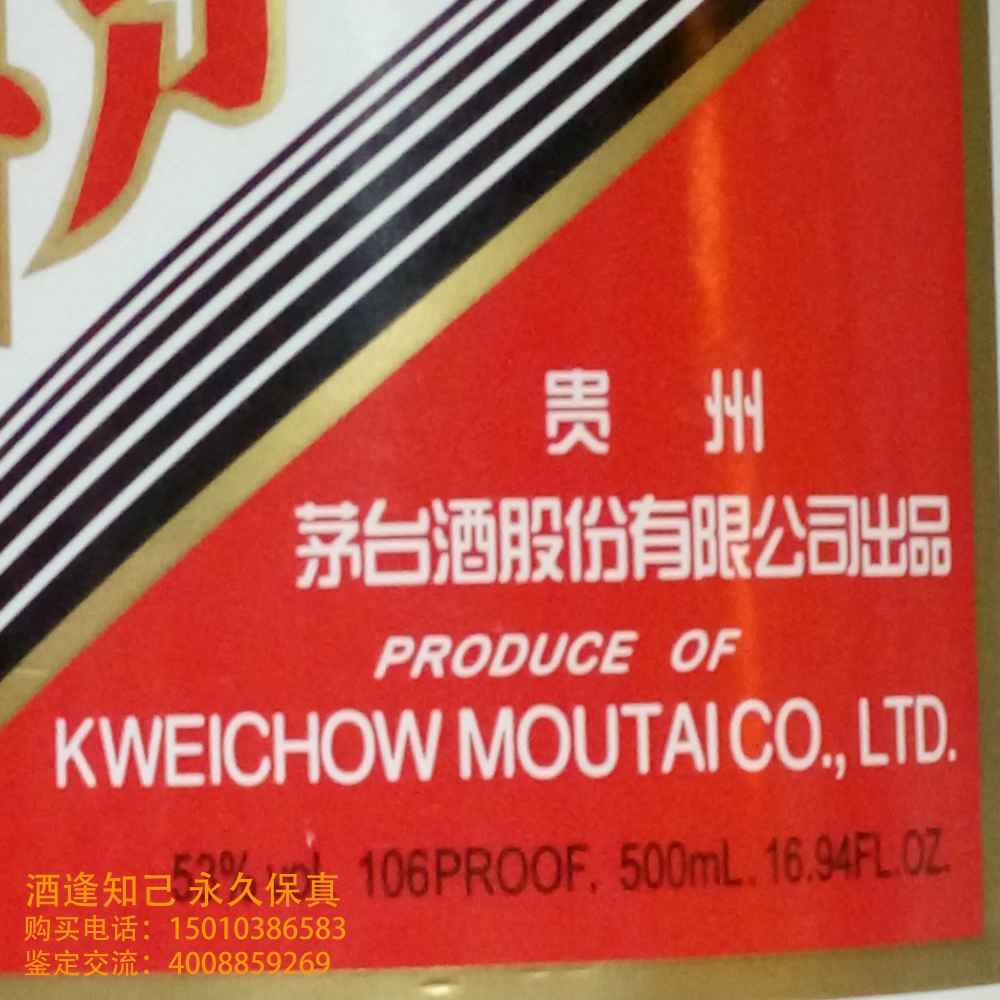 贵州
茅台酒股份有限公司出品
PRODUCE OF
KWEICHOW MOUTAI CO., LTD.
53% vol. 106PROOF. 500mL. 16.94FL.OZ.
酒逢知己 永久保真
购买电话：15010386583
鉴定交流：4008859269